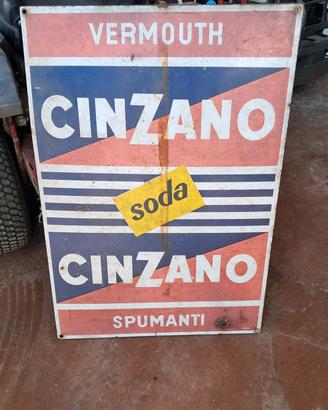 VERMOUTH
CINZANO
soda
CINZANO
SPUMANTI